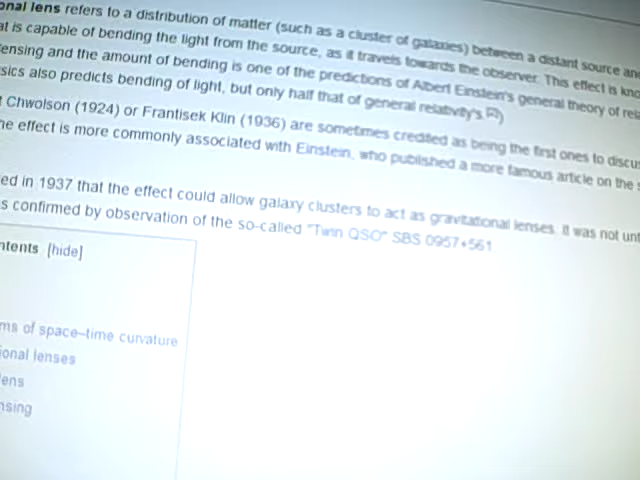 onal lens refers to a distribution of matter (such as a cluster of galaxies) between a distant source an
at is capable of bending the light from the source, as it travels towards the observer. This effect is kno
ensing and the amount of bending is one of the predictions of Albert Einstein's general theory of rela
sics also predicts bending of light, but only half that of general relativity's.[2])
t Chwolson (1924) or Frantisek Klin (1936) are sometimes credited as being the first ones to discu
he effect is more commonly associated with Einstein, who published a more famous article on the s
ed in 1937 that the effect could allow galaxy clusters to act as gravitational lenses. It was not unt
s confirmed by observation of the so-called "Twin QSO" SBS 0957+561
ntents [hide]
ms of space–time curvature
ional lenses
lens
nsing